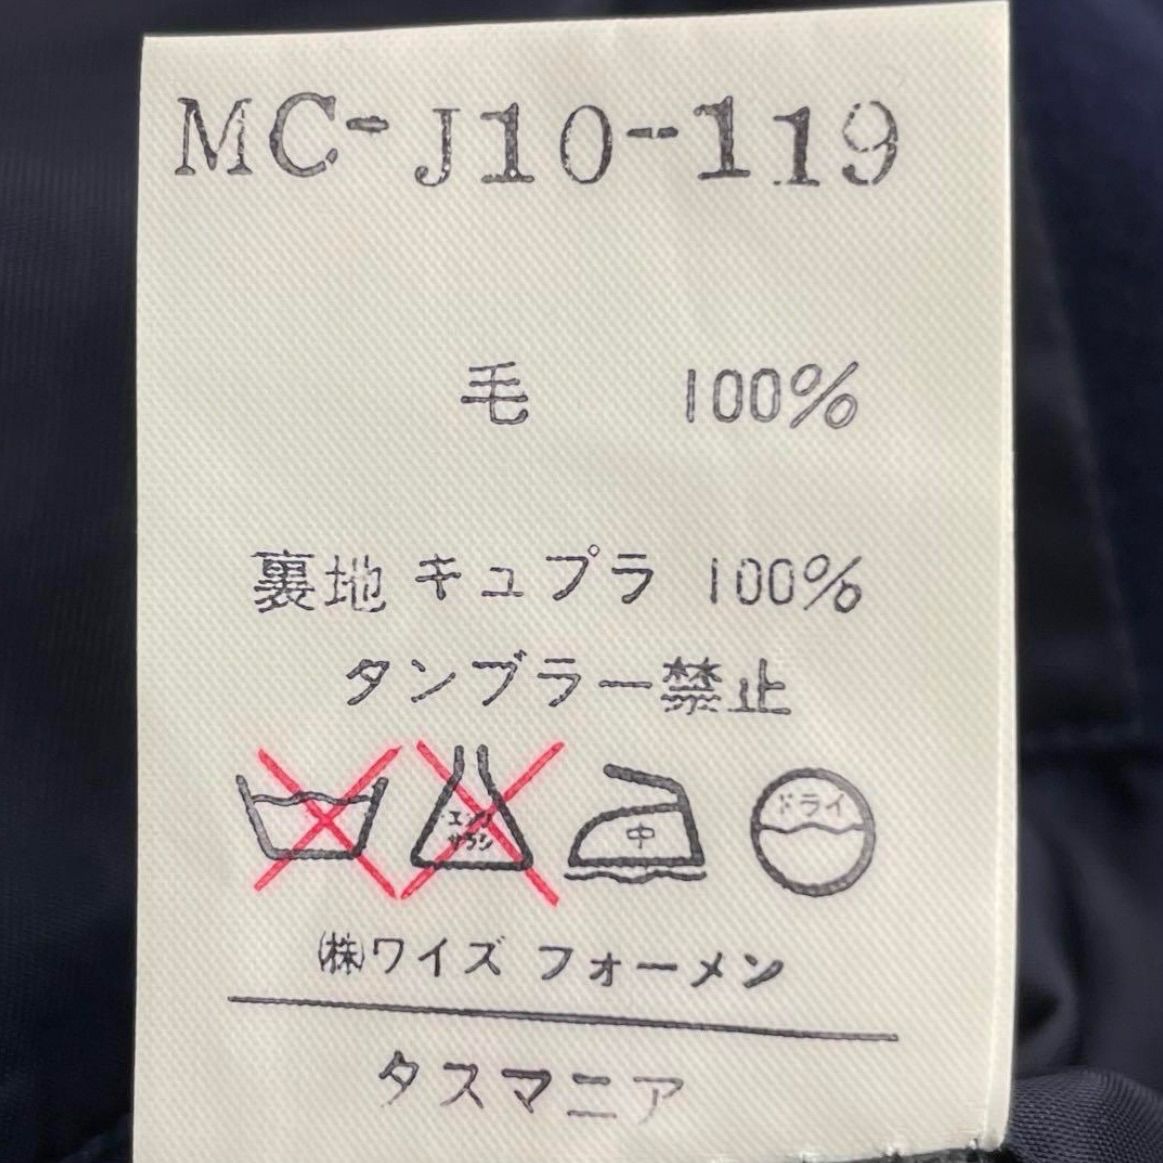 MC-J10-119
毛 100%
裏地 キュプラ 100%
タンブラー禁止
エンソ
サラシ
中
ドライ
㈱ワイズ フォーメン
タスマニア